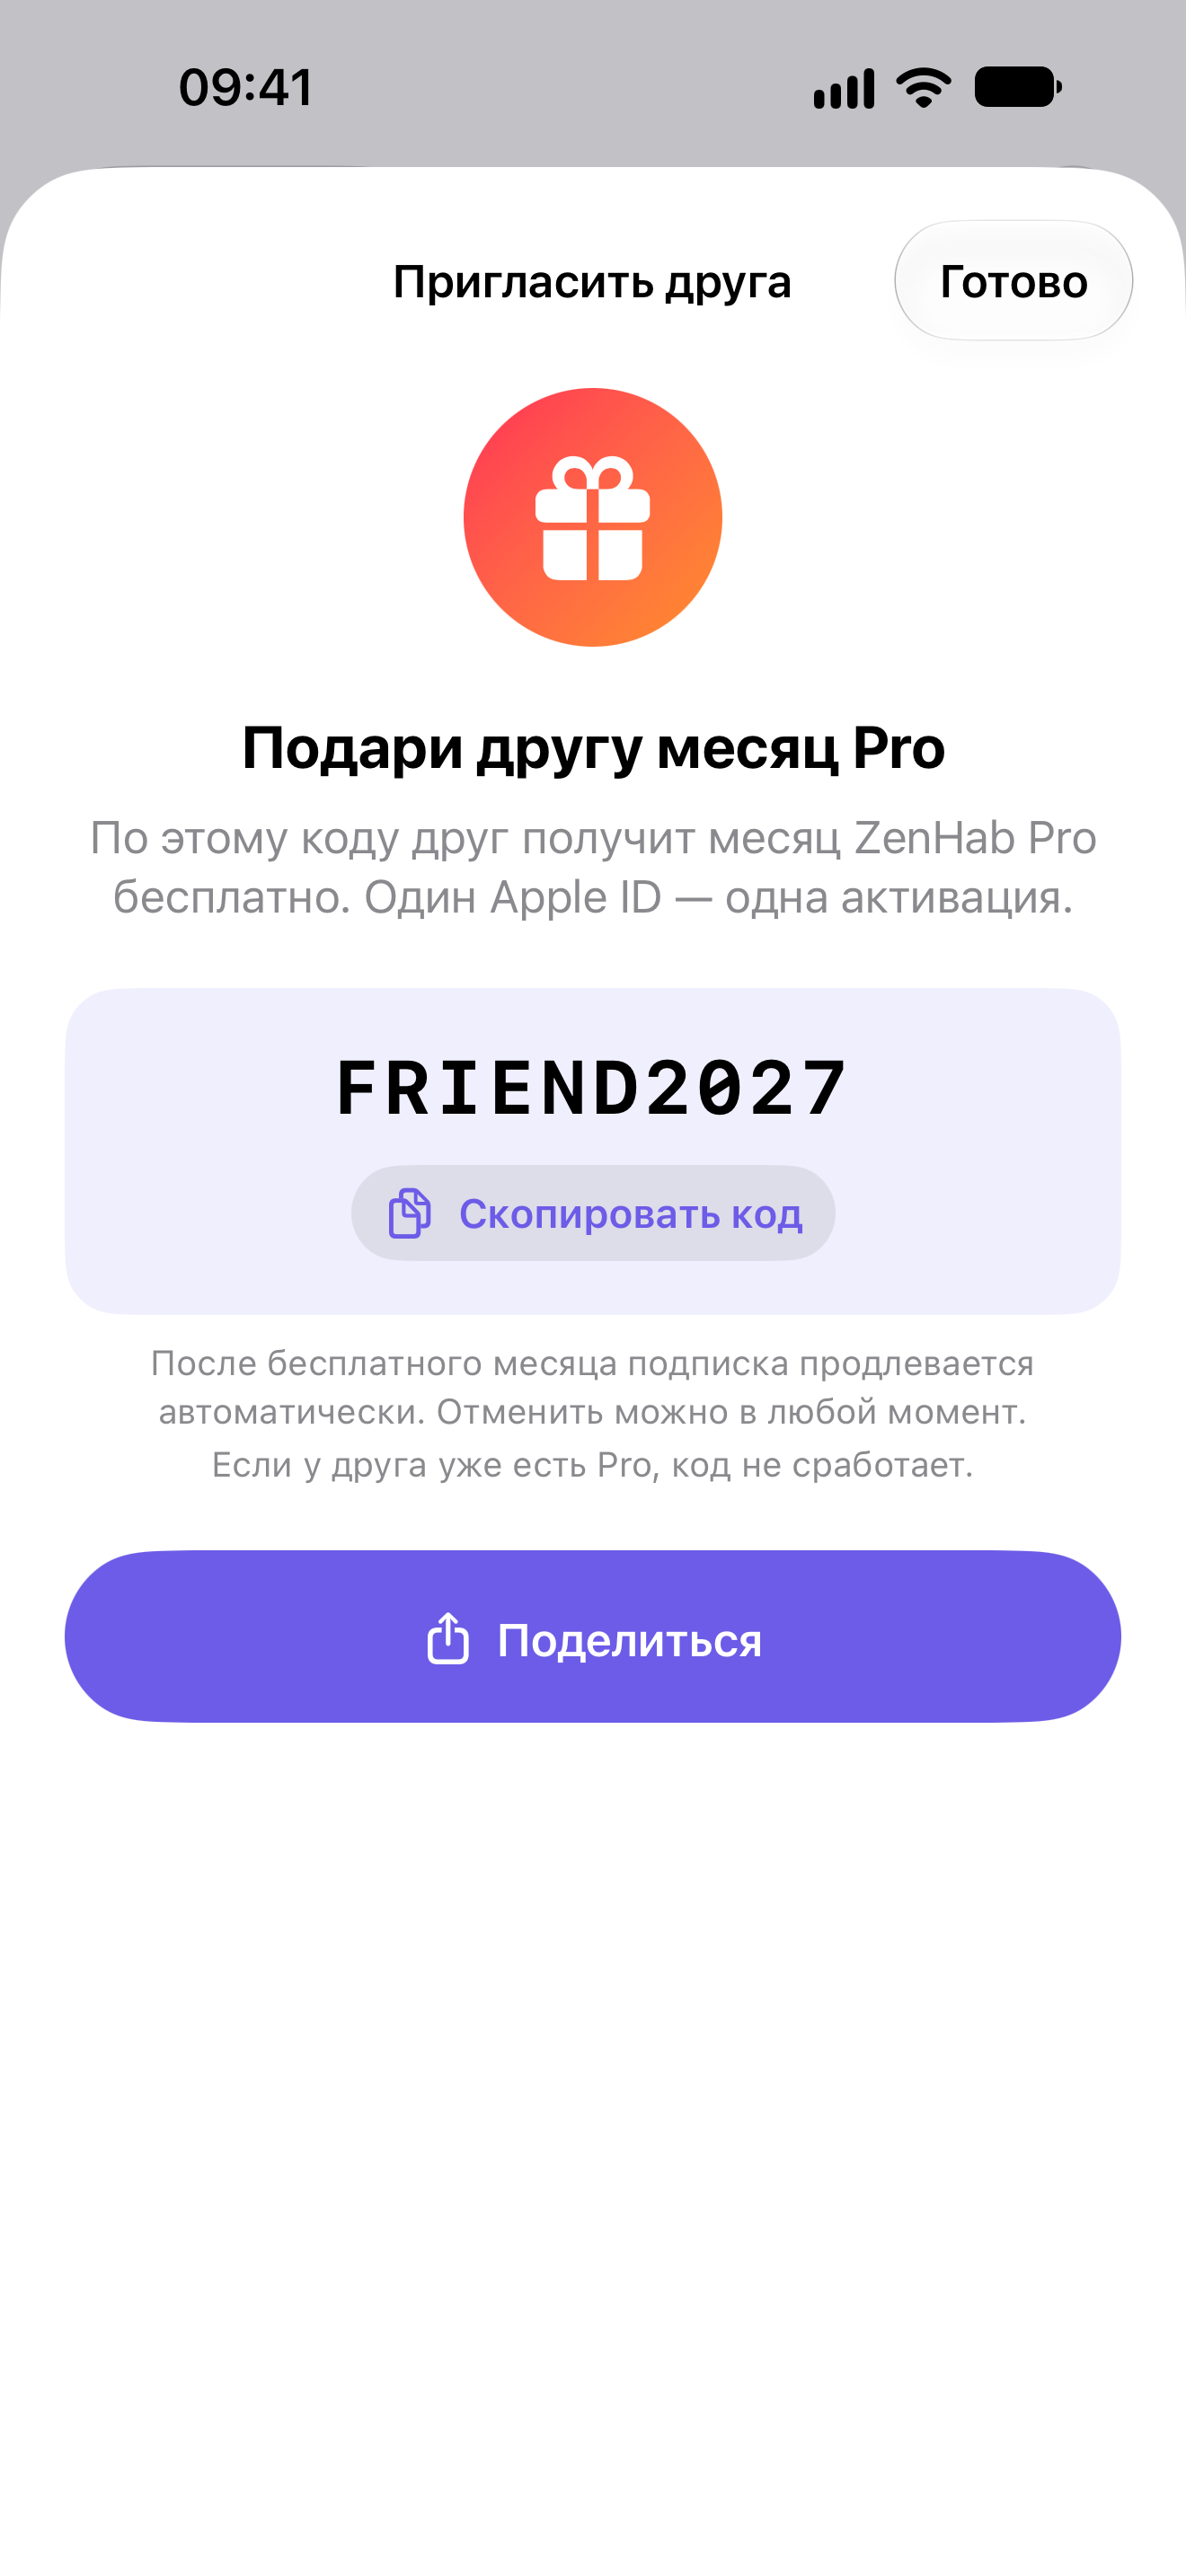 09:41
Пригласить друга
Готово
Подари другу месяц Pro
По этому коду друг получит месяц ZenHab Pro
бесплатно. Один Apple ID — одна активация.
FRIEND2027
Скопировать код
После бесплатного месяца подписка продлевается
автоматически. Отменить можно в любой момент.
Если у друга уже есть Pro, код не сработает.
Поделиться